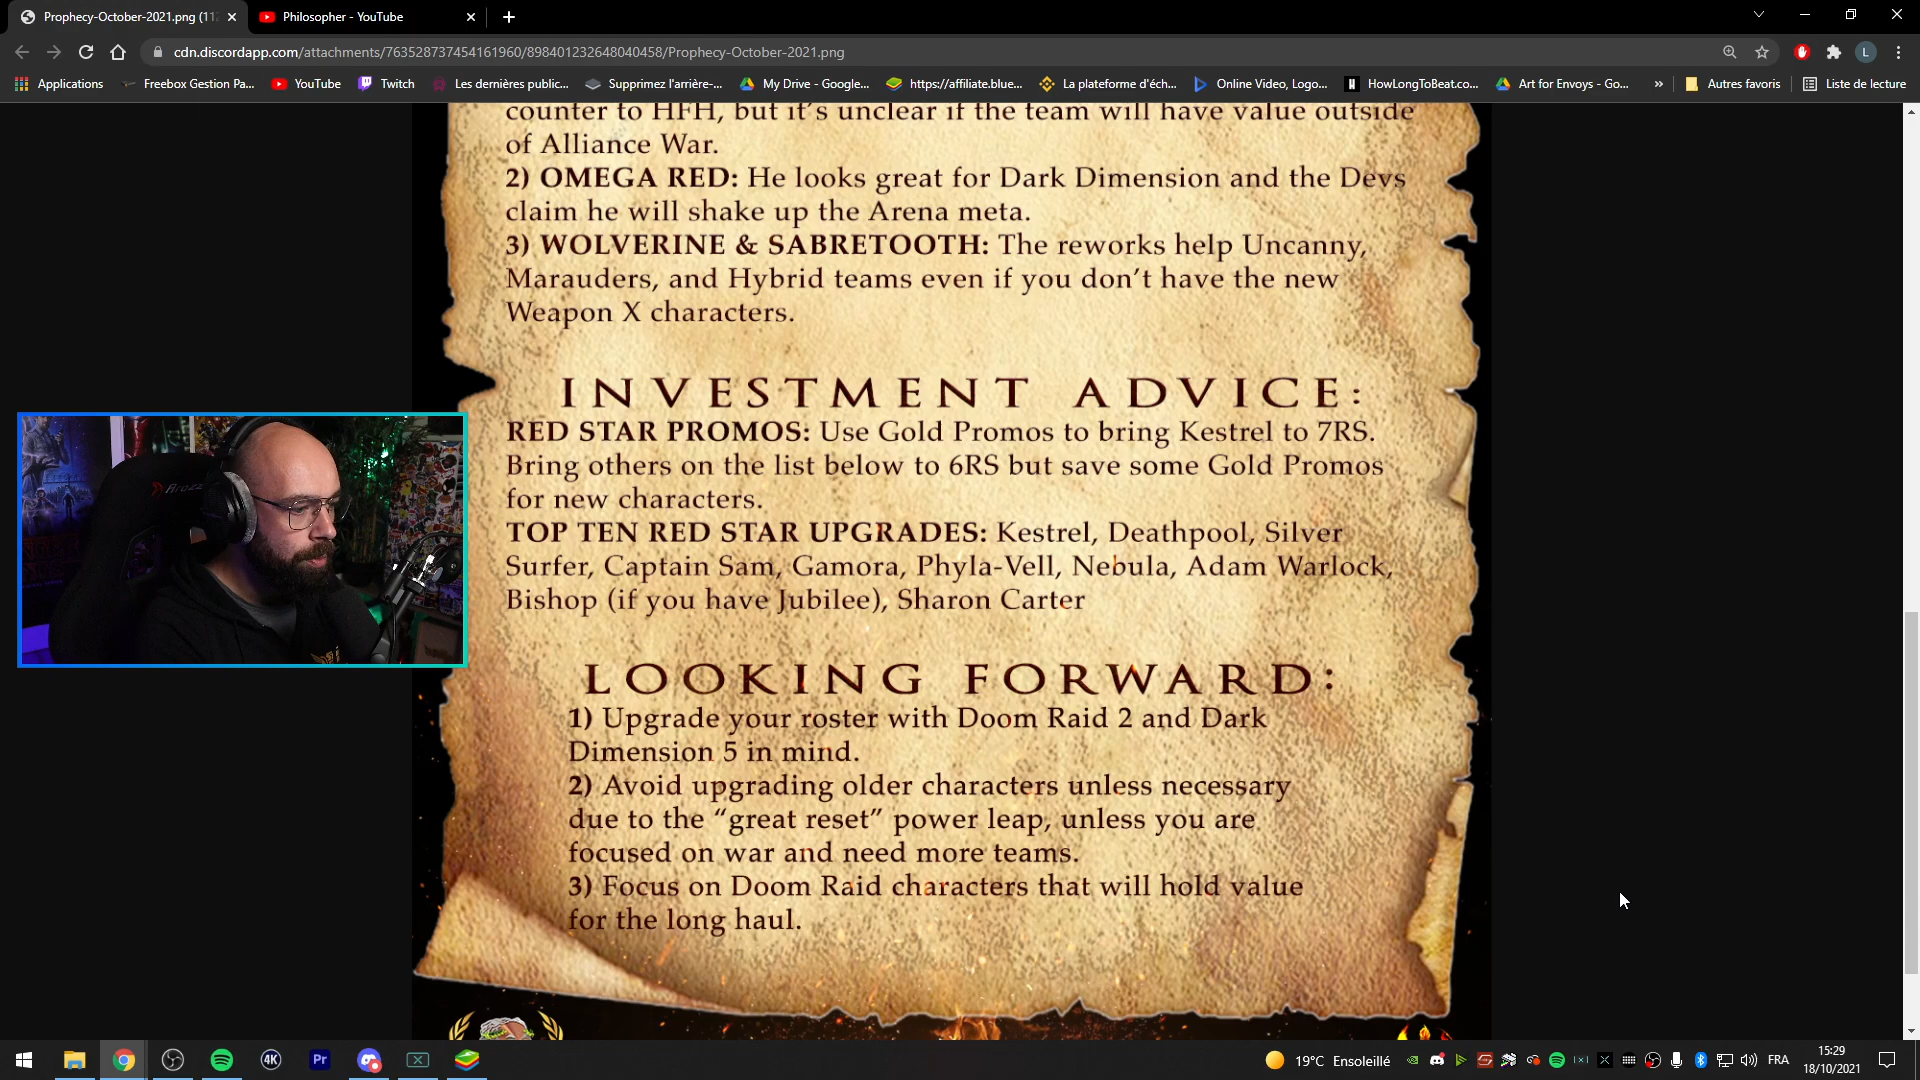 Prophecy-October-2021.png (11
Philosopher - YouTube
cdn.discordapp.com/attachments/763528737454161960/898401232648040458/Prophecy-October-2021.png
L
Applications
Freebox Gestion Pa...
YouTube
Twitch
Les dernières public...
Supprimez l'arrière-...
My Drive - Google...
https://affiliate.blue...
La plateforme d'éch...
Online Video, Logo...
HowLongToBeat.co...
Art for Envoys - Go...
»
Autres favoris
Liste de lecture
counter to HFH, but it's unclear if the team will have value outside
of Alliance War.
2) OMEGA RED: He looks great for Dark Dimension and the Devs
claim he will shake up the Arena meta.
3) WOLVERINE & SABRETOOTH: The reworks help Uncanny,
Marauders, and Hybrid teams even if you don't have the new
Weapon X characters.
INVESTMENT ADVICE:
RED STAR PROMOS: Use Gold Promos to bring Kestrel to 7RS.
Bring others on the list below to 6RS but save some Gold Promos
for new characters.
TOP TEN RED STAR UPGRADES: Kestrel, Deathpool, Silver
Surfer, Captain Sam, Gamora, Phyla-Vell, Nebula, Adam Warlock,
Bishop (if you have Jubilee), Sharon Carter
LOOKING FORWARD:
1) Upgrade your roster with Doom Raid 2 and Dark
Dimension 5 in mind.
2) Avoid upgrading older characters unless necessary
due to the "great reset" power leap, unless you are
focused on war and need more teams.
3) Focus on Doom Raid characters that will hold value
for the long haul.
4K
Pr
19°C Ensoleillé
FRA
15:29
18/10/2021